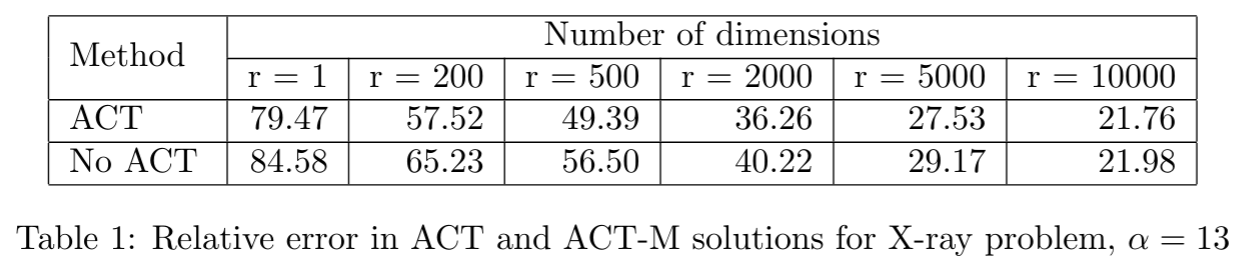 Method Number of dimensions
r = 1 r = 200 r = 500 r = 2000 r = 5000 r = 10000
ACT 79.47 57.52 49.39 36.26 27.53 21.76
No ACT 84.58 65.23 56.50 40.22 29.17 21.98
Table 1: Relative error in ACT and ACT-M solutions for X-ray problem, α = 13